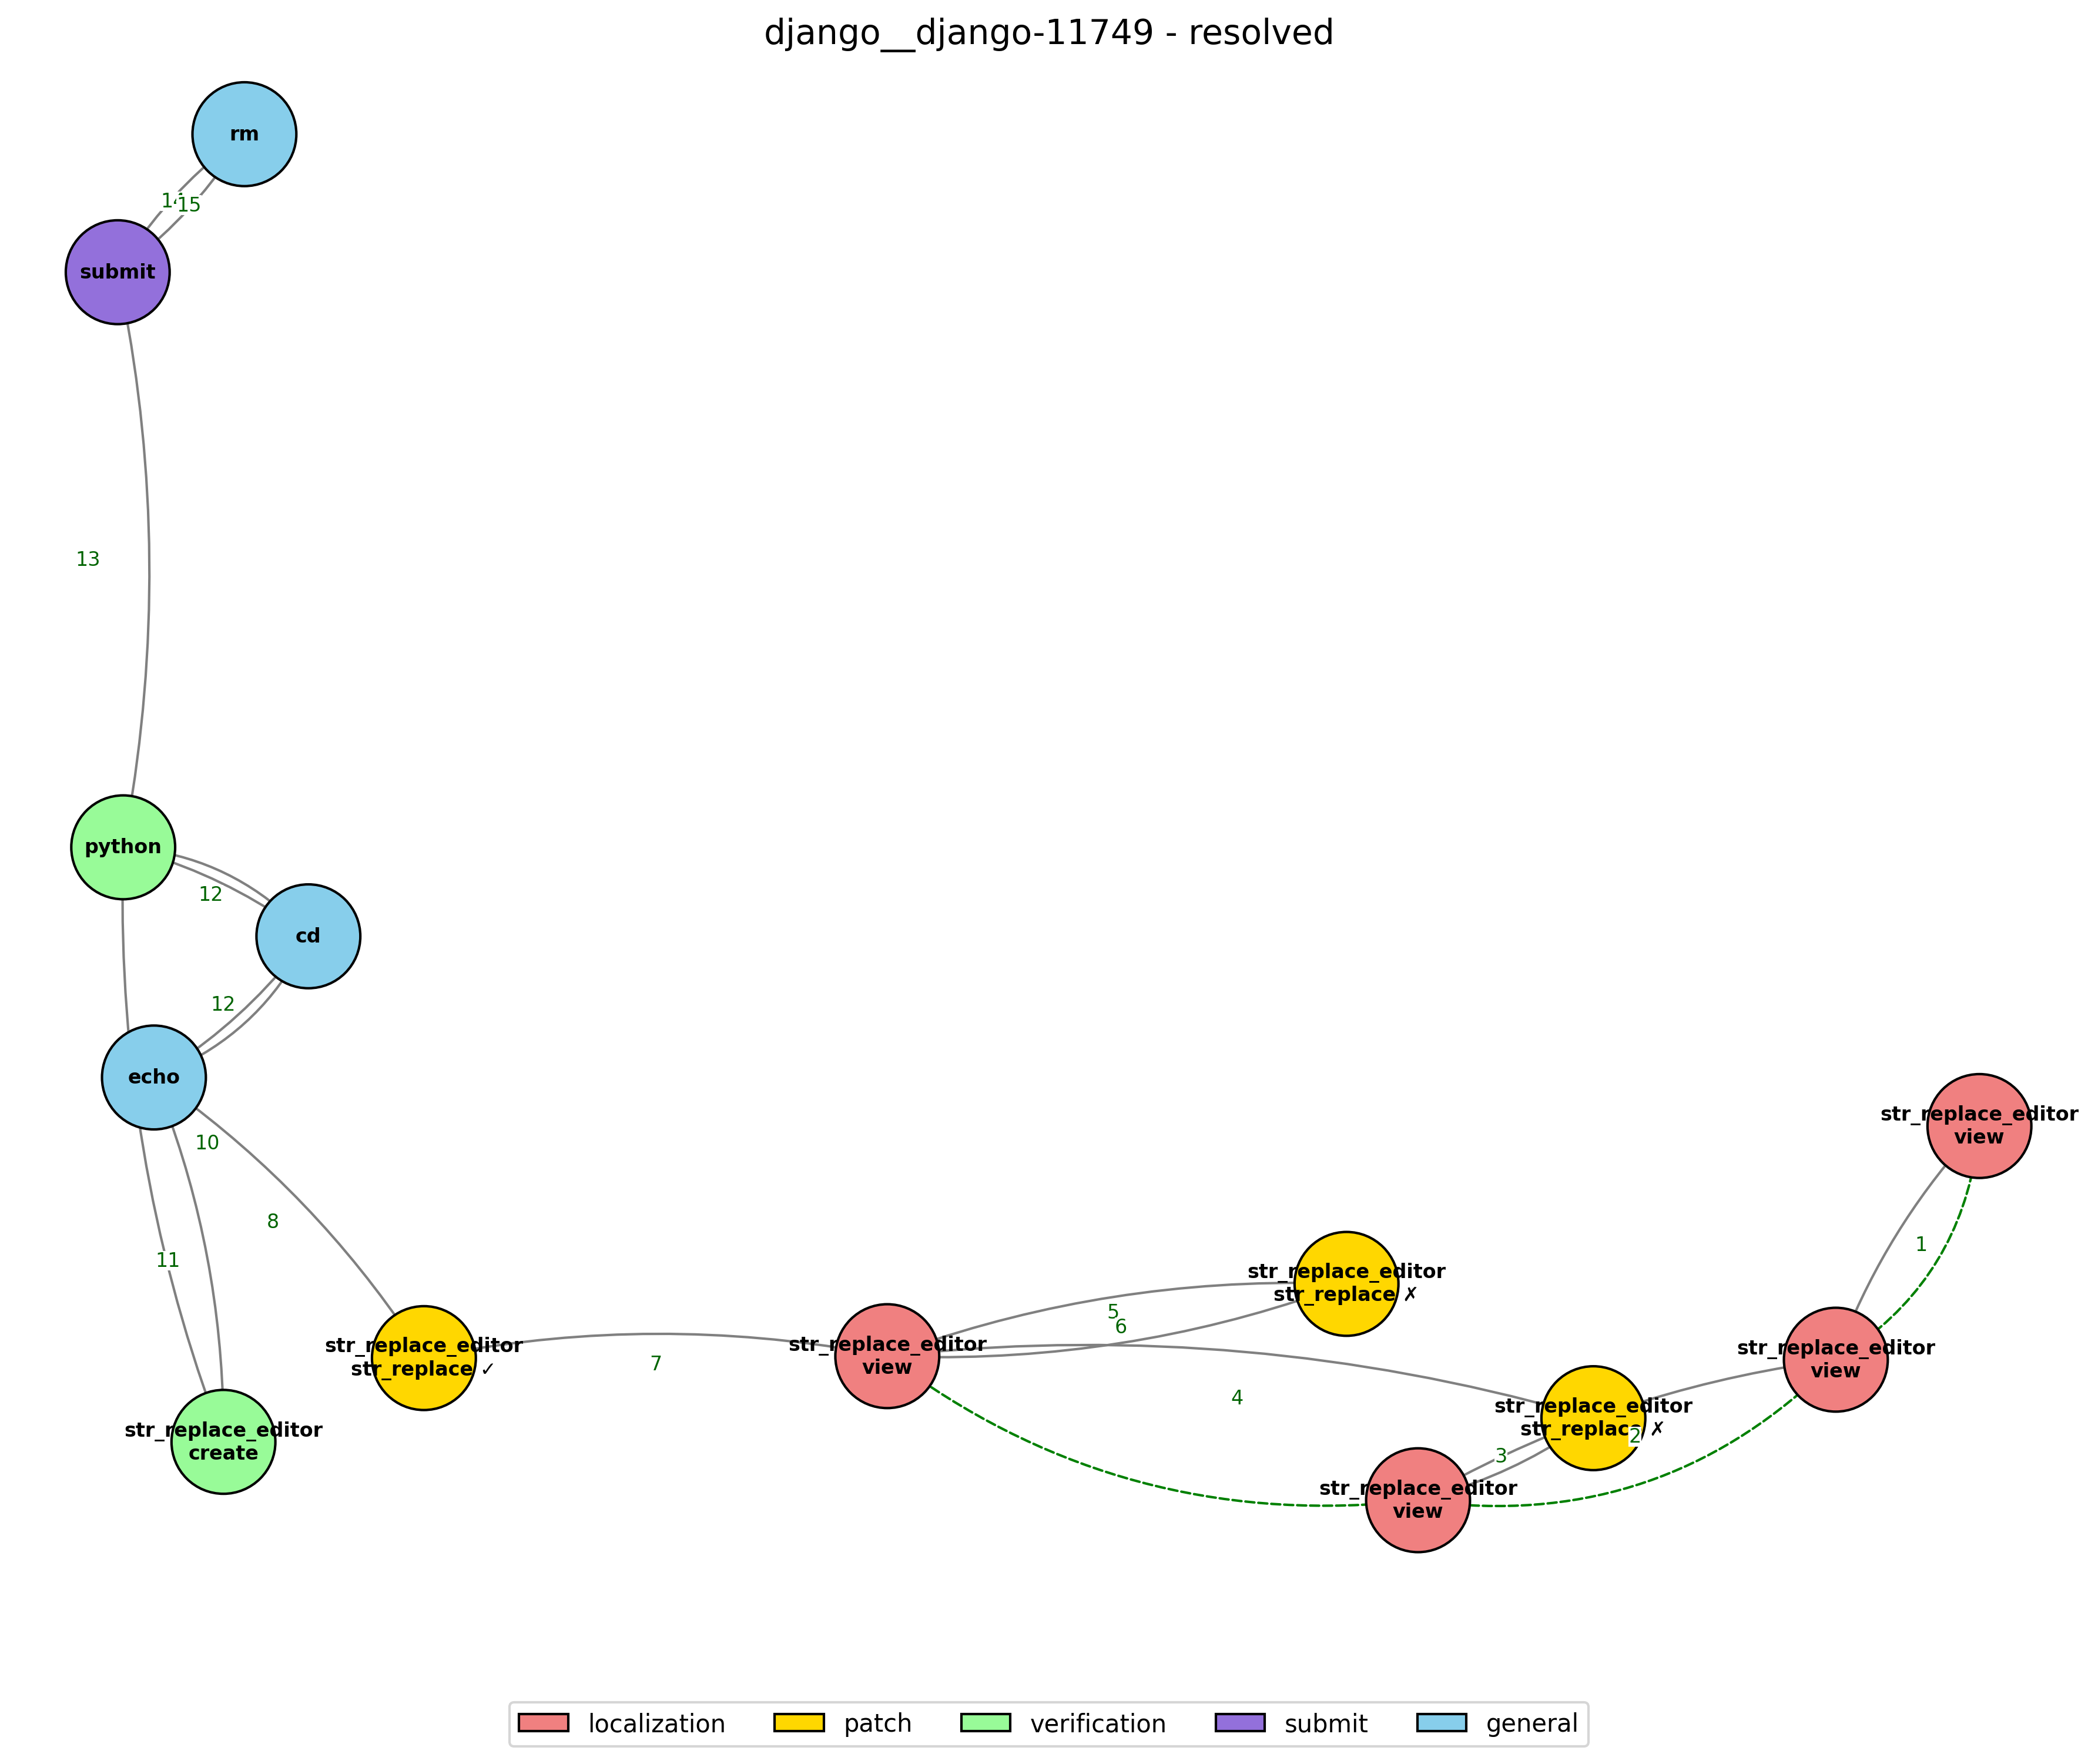 django__django-11749 - resolved
rm
15
submit
13
python
12
cd
12
echo
10
8
11
str_replace_editor
view
1
str_replace_editor
str_replace ✗
5
6
str_replace_editor
view
str_replace_editor
view
str_replace_editor
str_replace ✓
7
4
str_replace_editor
str_replace ✗
2
3
str_replace_editor
create
str_replace_editor
view
localization
patch
verification
submit
general